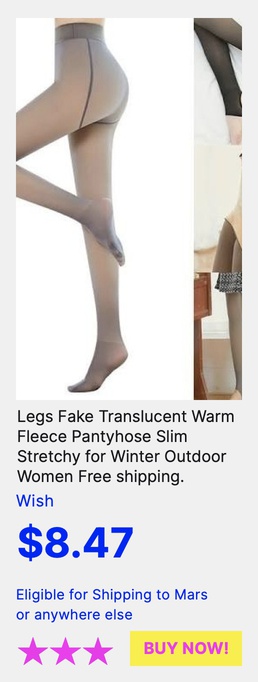 Legs Fake Translucent Warm
Fleece Pantyhose Slim
Stretchy for Winter Outdoor
Women Free shipping.
Wish
$8.47
Eligible for Shipping to Mars
or anywhere else
BUY NOW!